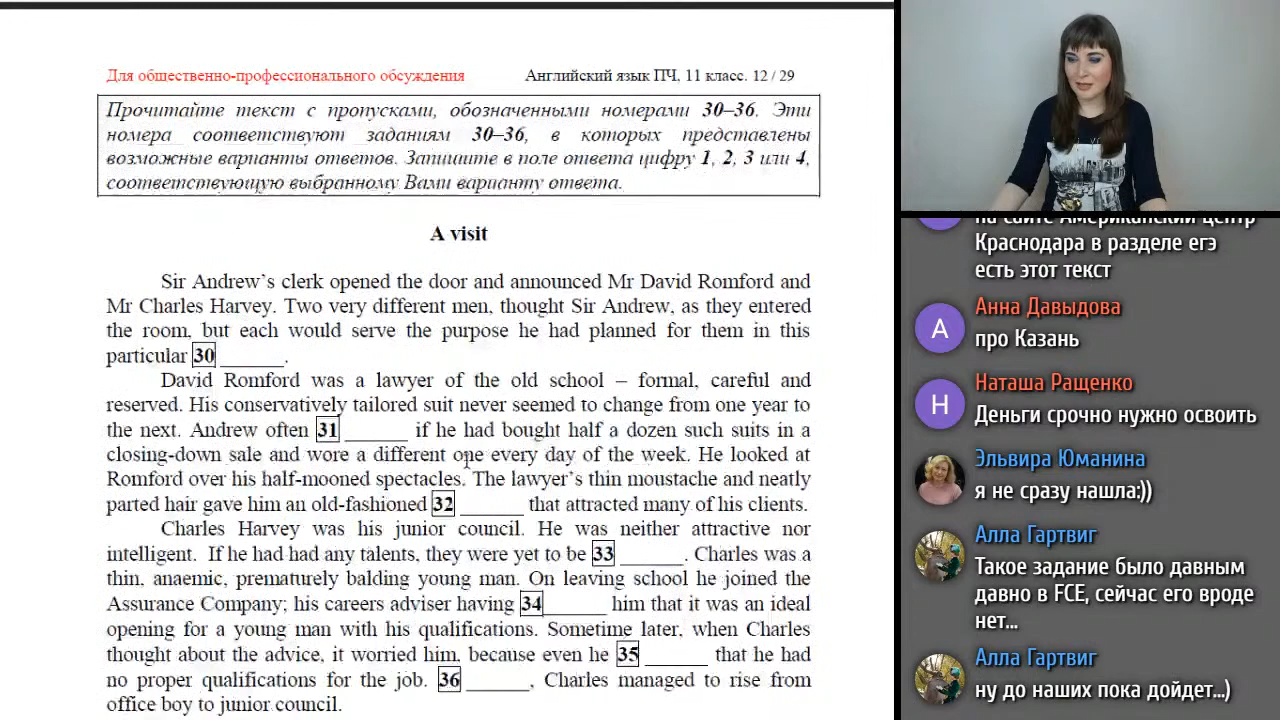 Для общественно-профессионального обсуждения
Английский язык ПЧ, 11 класс. 12 / 29
Прочитайте текст с пропусками, обозначенными номерами 30–36. Эти
номера соответствуют заданиям 30–36, в которых представлены
возможные варианты ответов. Запишите в поле ответа цифру 1, 2, 3 или 4,
соответствующую выбранному Вами варианту ответа.
A visit
Sir Andrew's clerk opened the door and announced Mr David Romford and
Mr Charles Harvey. Two very different men, thought Sir Andrew, as they entered
the room, but each would serve the purpose he had planned for them in this
particular 30 ______.
David Romford was a lawyer of the old school – formal, careful and
reserved. His conservatively tailored suit never seemed to change from one year to
the next. Andrew often 31 ______ if he had bought half a dozen such suits in a
closing-down sale and wore a different one every day of the week. He looked at
Romford over his half-mooned spectacles. The lawyer's thin moustache and neatly
parted hair gave him an old-fashioned 32 ______ that attracted many of his clients.
Charles Harvey was his junior council. He was neither attractive nor
intelligent. If he had had any talents, they were yet to be 33 ______. Charles was a
thin, anaemic, prematurely balding young man. On leaving school he joined the
Assurance Company; his careers adviser having 34 ______ him that it was an ideal
opening for a young man with his qualifications. Sometime later, when Charles
thought about the advice, it worried him, because even he 35 ______ that he had
no proper qualifications for the job. 36 ______, Charles managed to rise from
office boy to junior council.
на сайте Американский центр
Краснодара в разделе егэ
есть этот текст
А
Анна Давыдова
про Казань
Н
Наташа Ращенко
Деньги срочно нужно освоить
Эльвира Юманина
я не сразу нашла;))
Алла Гартвиг
Такое задание было давным
давно в FCE, сейчас его вроде
нет...
Алла Гартвиг
ну до наших пока дойдет...)